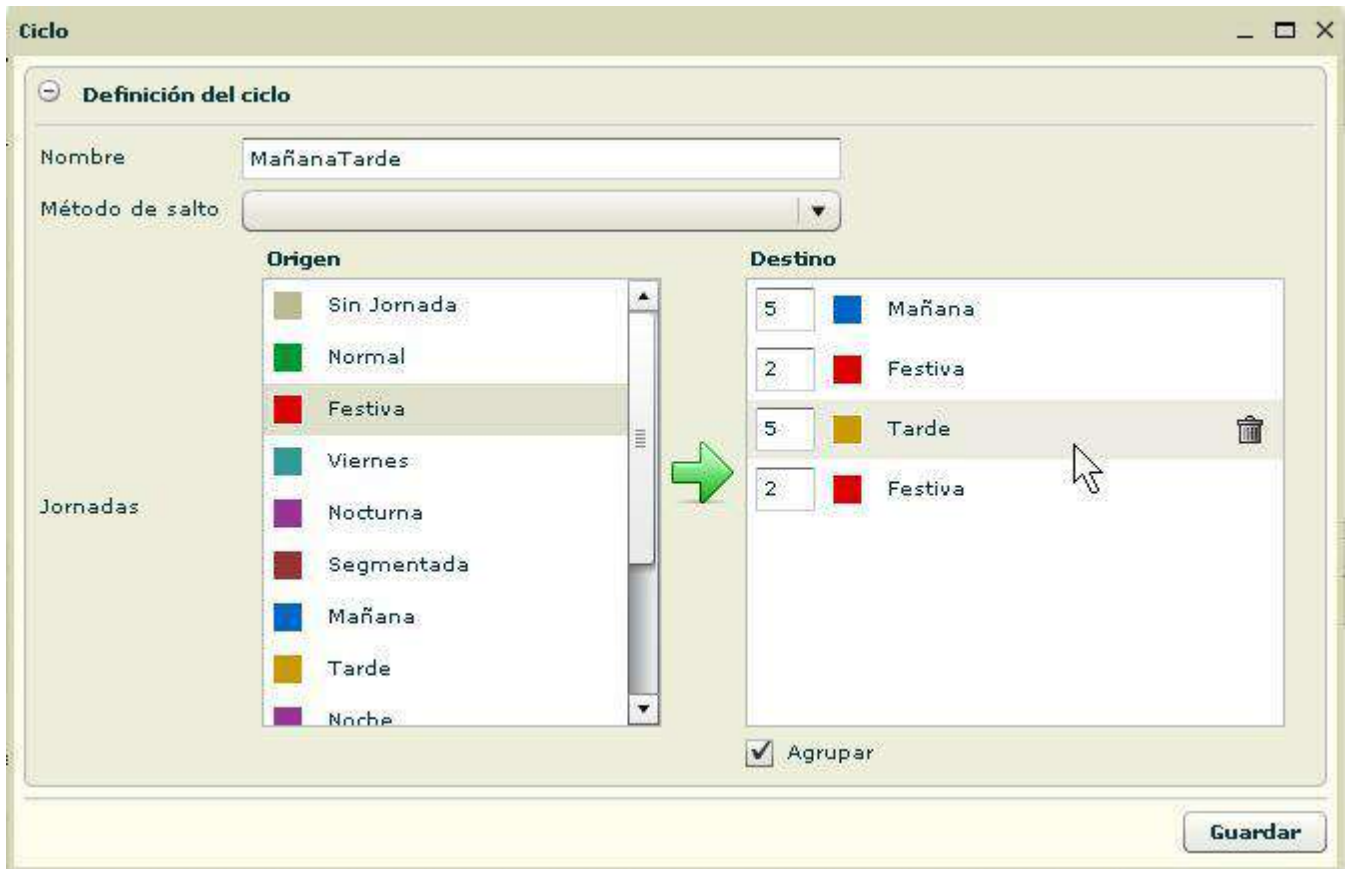 Ciclo
Definición del ciclo
Nombre MañanaTarde
Método de salto
Origen Destino
Sin Jornada
Normal
Festiva
Viernes
Nocturna
Segmentada
Mañana
Tarde
Noche
5 Mañana
2 Festiva
5 Tarde
2 Festiva
Jornadas
Agrupar
Guardar